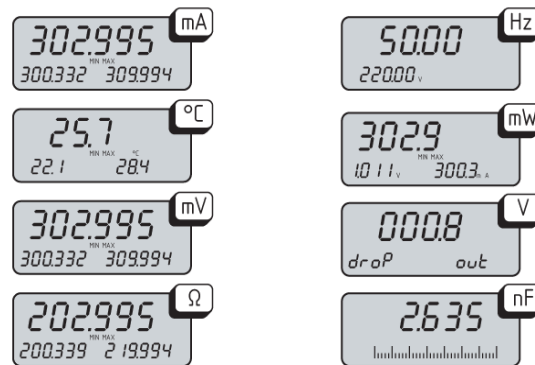 302.995 mA
MIN MAX
300.332 309.994
25.7 °C
MIN MAX °C
22.1 28.4
302.995 mV
MIN MAX
300.332 309.994
202.995 Ω
MIN MAX
200.339 219.994
50.00 Hz
220.00 V
302.9 mW
MIN MAX
1.011 V 300.3 m A
000.8 V
droP out
2.635 nF